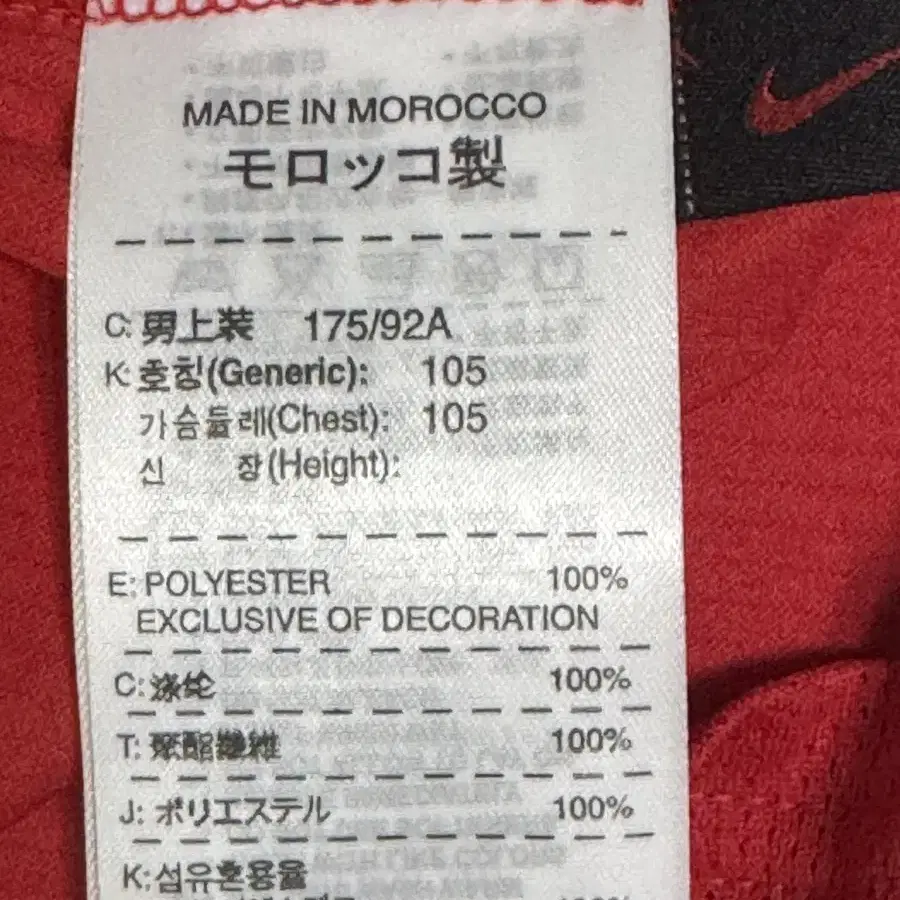 MADE IN MOROCCO
モロッコ製
C: 男上装 175/92A
K: 호칭(Generic): 105
가슴둘레(Chest): 105
신 장(Height):
E: POLYESTER 100%
EXCLUSIVE OF DECORATION
C: 涤纶 100%
T: 聚酯纖維 100%
J: ポリエステル 100%
K: 섬유혼용율